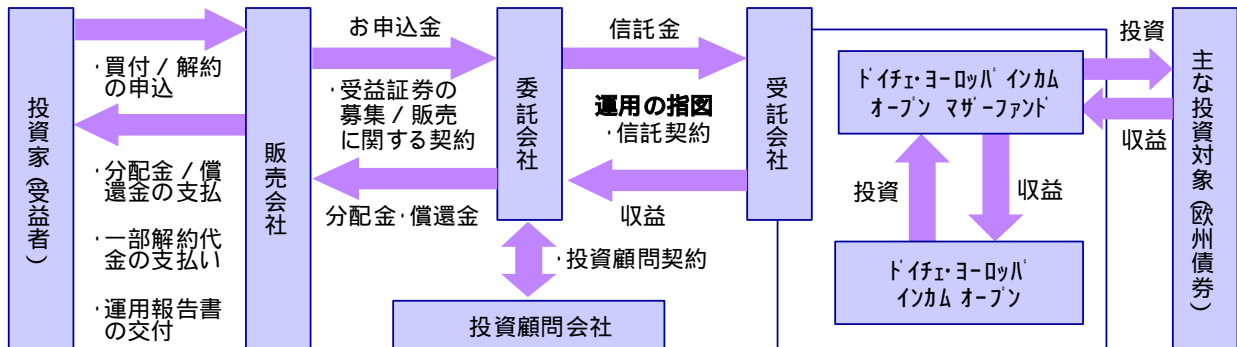 投資家(受益者)
・買付/解約
の申込
・分配金/償
還金の支払
・一部解約代
金の支払い
・運用報告書
の交付
販売会社
お申込金
・受益証券の
募集/販売
に関する契約
分配金・償還金
委託会社
・投資顧問契約
投資顧問会社
信託金
運用の指図
・信託契約
収益
受託会社
ドイチェ・ヨーロッパ インカム
オープン マザーファンド
投資
収益
ドイチェ・ヨーロッパ
インカム オープン
投資
収益
主な投資対象(欧州債券)